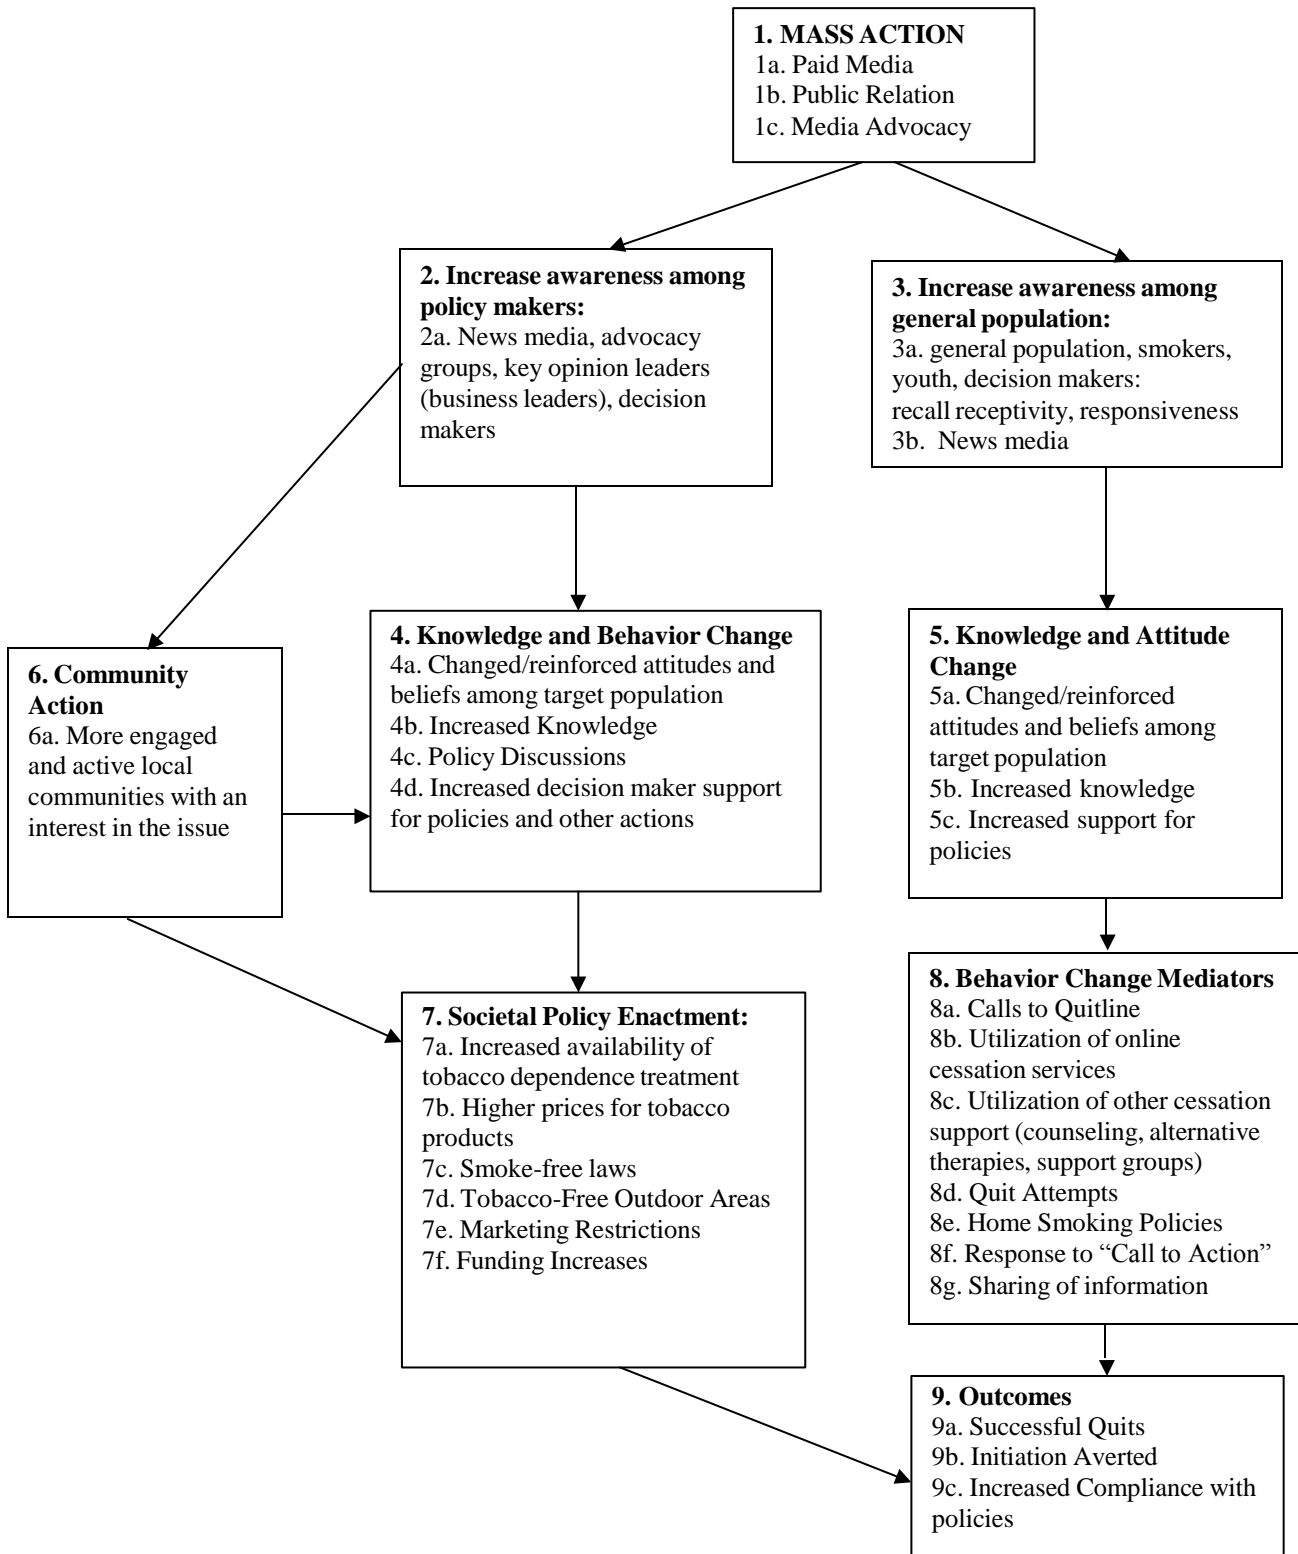 1. MASS ACTION
1a. Paid Media
1b. Public Relation
1c. Media Advocacy
2. Increase awareness among
policy makers:
2a. News media, advocacy
groups, key opinion leaders
(business leaders), decision
makers
3. Increase awareness among
general population:
3a. general population, smokers,
youth, decision makers:
recall receptivity, responsiveness
3b.  News media
6. Community
Action
6a. More engaged
and active local
communities with an
interest in the issue
4. Knowledge and Behavior Change
4a. Changed/reinforced attitudes and
beliefs among target population
4b. Increased Knowledge
4c. Policy Discussions
4d. Increased decision maker support
for policies and other actions
5. Knowledge and Attitude
Change
5a. Changed/reinforced
attitudes and beliefs among
target population
5b. Increased knowledge
5c. Increased support for
policies
7. Societal Policy Enactment:
7a. Increased availability of
tobacco dependence treatment
7b. Higher prices for tobacco
products
7c. Smoke-free laws
7d. Tobacco-Free Outdoor Areas
7e. Marketing Restrictions
7f. Funding Increases
8. Behavior Change Mediators
8a. Calls to Quitline
8b. Utilization of online
cessation services
8c. Utilization of other cessation
support (counseling, alternative
therapies, support groups)
8d. Quit Attempts
8e. Home Smoking Policies
8f. Response to “Call to Action”
8g. Sharing of information
9. Outcomes
9a. Successful Quits
9b. Initiation Averted
9c. Increased Compliance with
policies